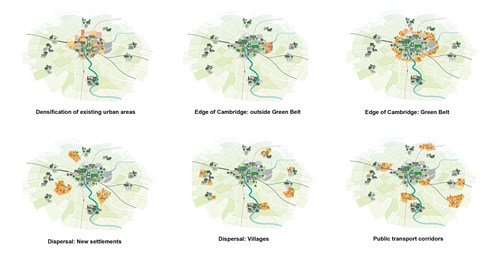 Densification of existing urban areas
Edge of Cambridge: outside Green Belt
Edge of Cambridge: Green Belt
Dispersal: New settlements
Dispersal: Villages
Public transport corridors